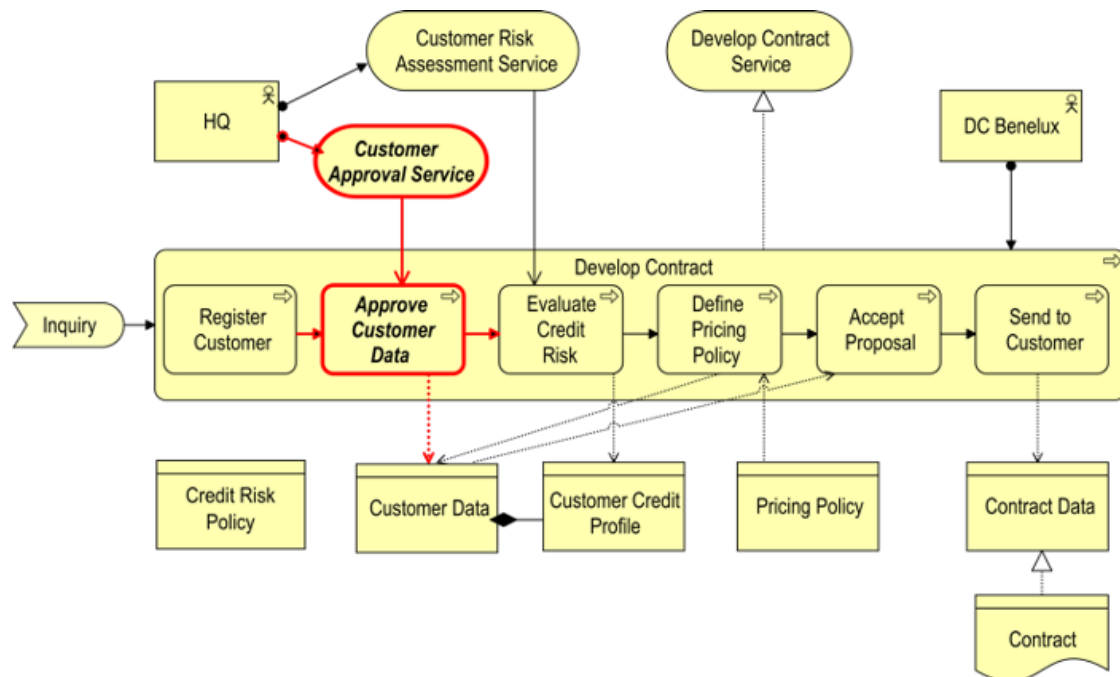 Customer Risk
Assessment Service
Develop Contract
Service
HQ
DC Benelux
Customer
Approval Service
Develop Contract
Inquiry
Register
Customer
Approve
Customer
Data
Evaluate
Credit
Risk
Define
Pricing
Policy
Accept
Proposal
Send to
Customer
Credit Risk
Policy
Customer Data
Customer Credit
Profile
Pricing Policy
Contract Data
Contract